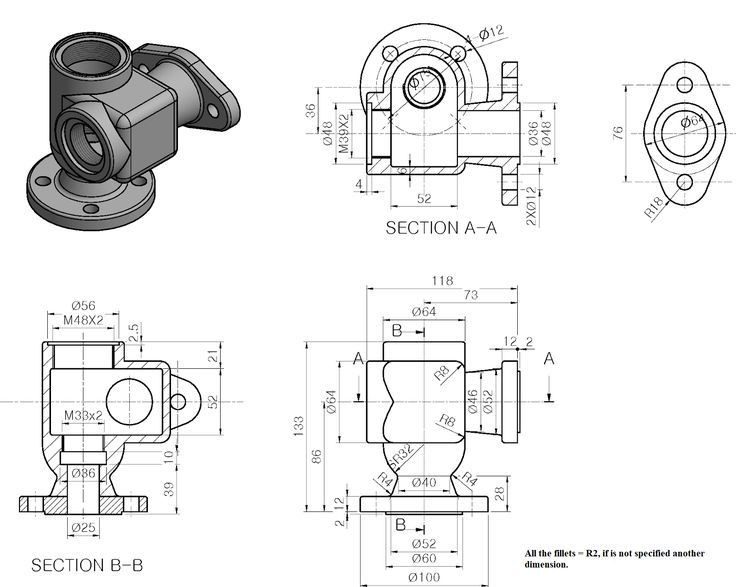 4-Ø12
Ø75
36
Ø48
M39X2
Ø36
Ø48
6
4
52
2XØ12
SECTION A-A
76
Ø64
R18
118
73
Ø64
B
12
2
A
A
R8
Ø64
Ø46
Ø52
R8
133
86
SR32
R4
R4
Ø40
28
12
2
B
Ø52
Ø60
Ø100
Ø56
M48X2
2.5
21
52
M33x2
10
Ø36
39
Ø25
SECTION B-B
All the fillets = R2, if is not specified another
dimension.